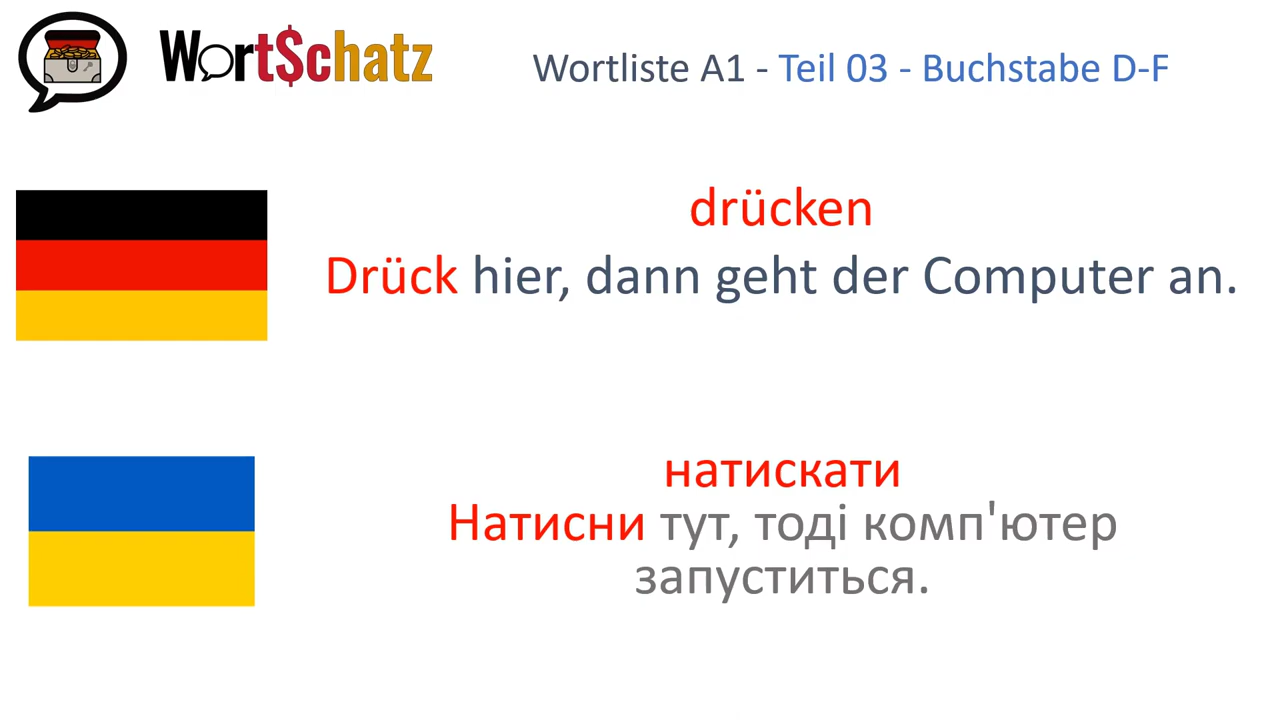 Wort$chatz
Wortliste A1 - Teil 03 - Buchstabe D-F
drücken
Drück hier, dann geht der Computer an.
натискати
Натисни тут, тоді комп'ютер
запуститься.